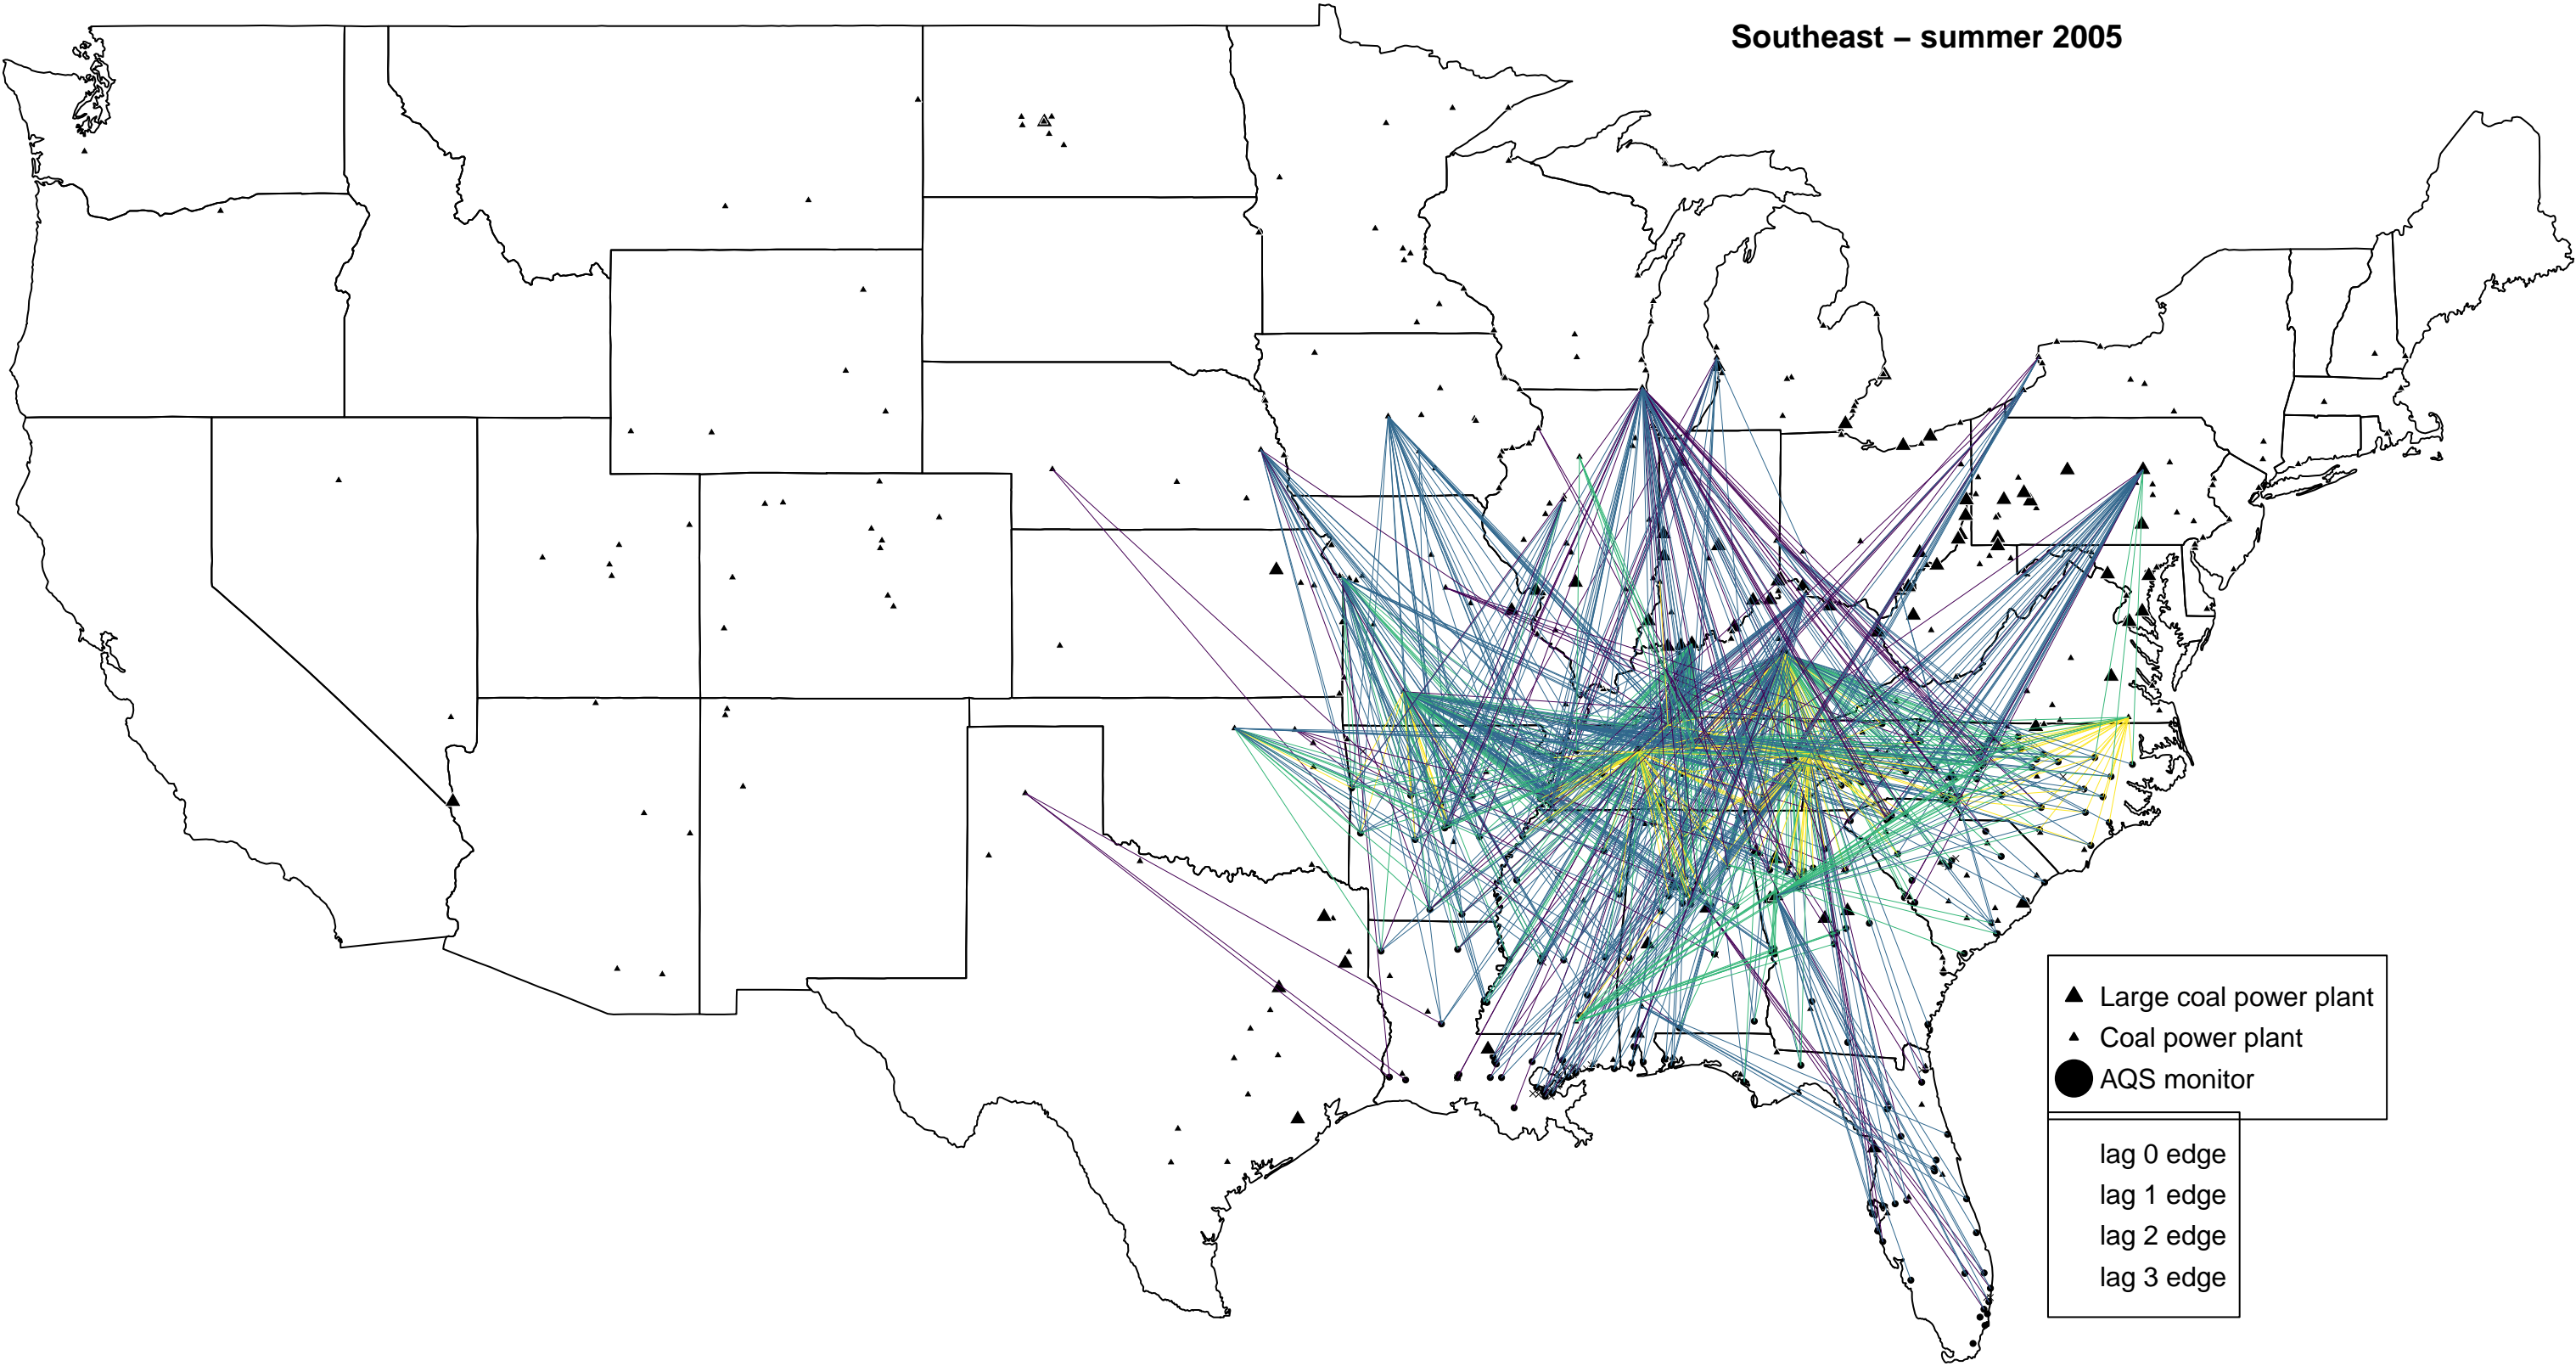 Southeast – summer 2005
Large coal power plant
Coal power plant
AQS monitor
lag 0 edge
lag 1 edge
lag 2 edge
lag 3 edge